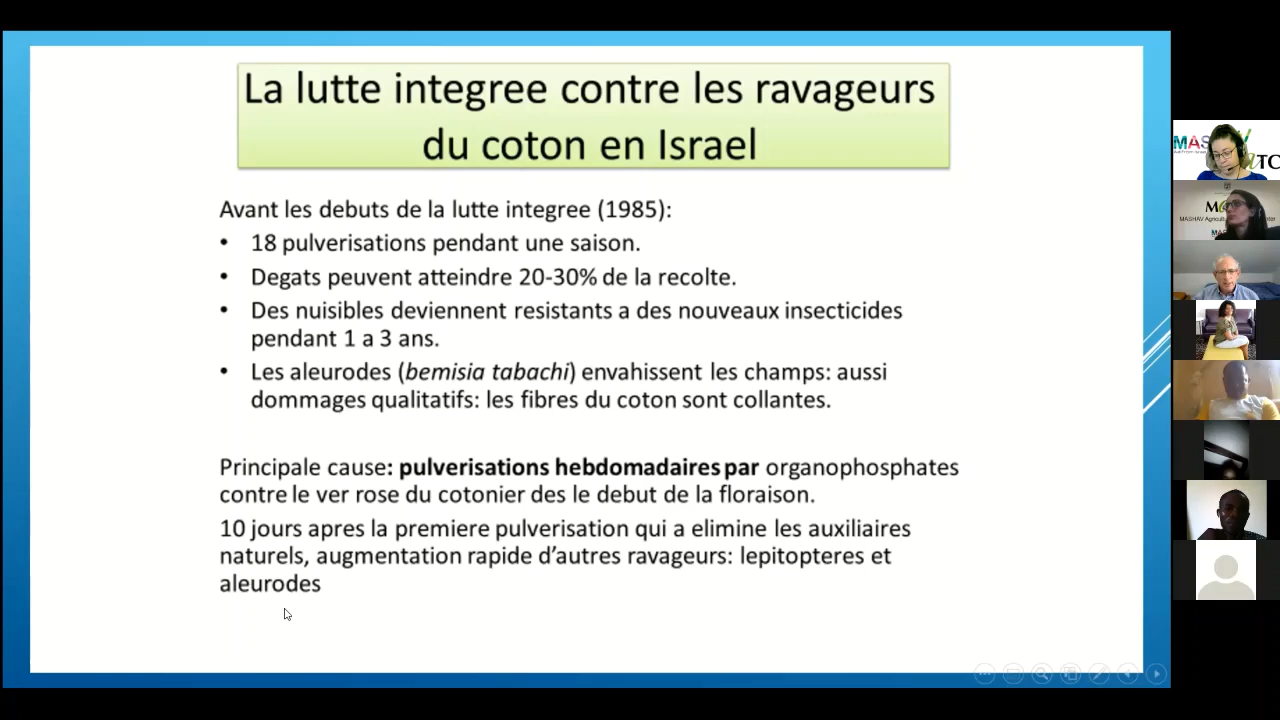 La lutte integree contre les ravageurs
du coton en Israel
Avant les debuts de la lutte integree (1985):
• 18 pulverisations pendant une saison.
• Degats peuvent atteindre 20-30% de la recolte.
• Des nuisibles deviennent resistants a des nouveaux insecticides
pendant 1 a 3 ans.
• Les aleurodes (bemisia tabachi) envahissent les champs: aussi
dommages qualitatifs: les fibres du coton sont collantes.
Principale cause: pulverisations hebdomadaires par organophosphates
contre le ver rose du cotonier des le debut de la floraison.
10 jours apres la premiere pulverisation qui a elimine les auxiliaires
naturels, augmentation rapide d’autres ravageurs: lepitopteres et
aleurodes